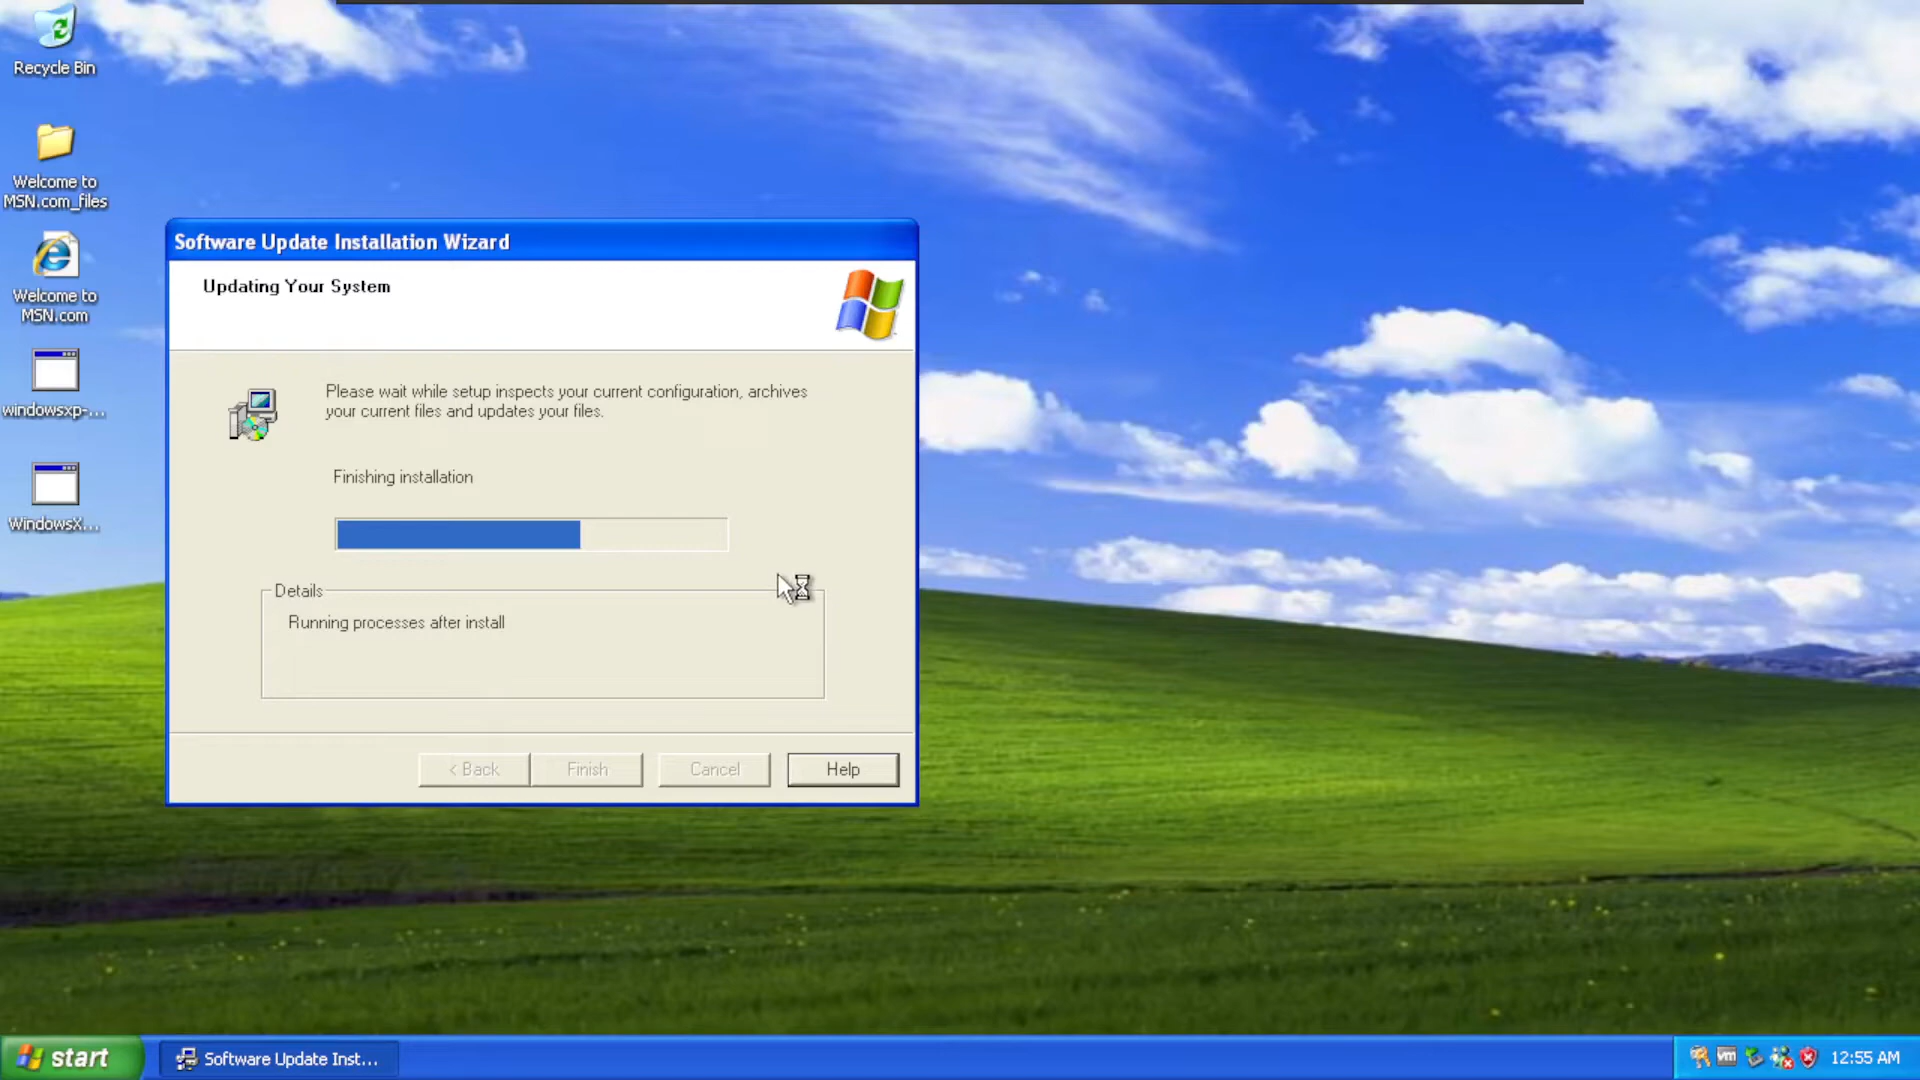 Recycle Bin
Welcome to
MSN.com_files
Welcome to
MSN.com
windowsxp-...
WindowsX...
Software Update Installation Wizard
Updating Your System
Please wait while setup inspects your current configuration, archives
your current files and updates your files.
Finishing installation
Details
Running processes after install
< Back
Finish
Cancel
Help
start
Software Update Inst...
vm
12:55 AM